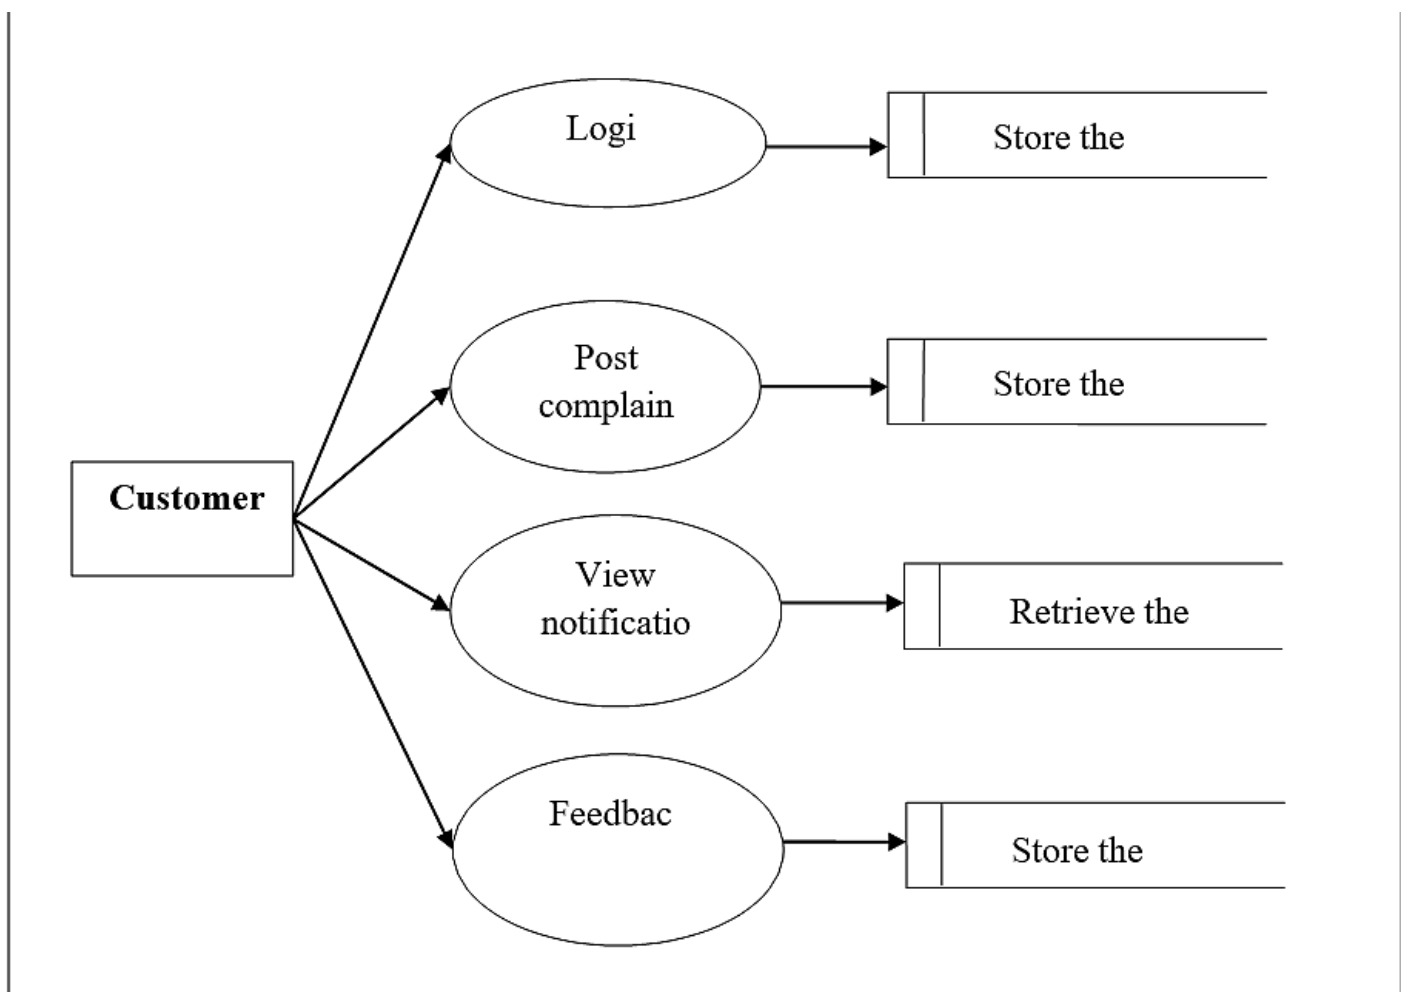 Logi
Store the
Post
complain
Store the
Customer
View
notificatio
Retrieve the
Feedbac
Store the